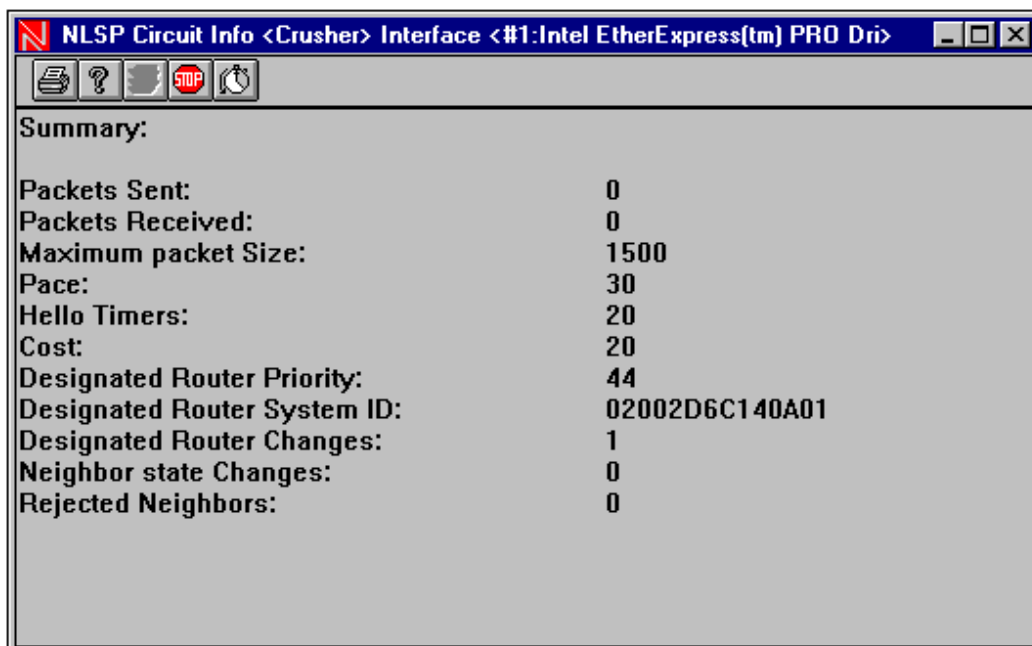 NLSP Circuit Info <Crusher> Interface <#1:Intel EtherExpress(tm) PRO Dri>
STOP
Summary:
Packets Sent: 0
Packets Received: 0
Maximum packet Size: 1500
Pace: 30
Hello Timers: 20
Cost: 20
Designated Router Priority: 44
Designated Router System ID: 02002D6C140A01
Designated Router Changes: 1
Neighbor state Changes: 0
Rejected Neighbors: 0